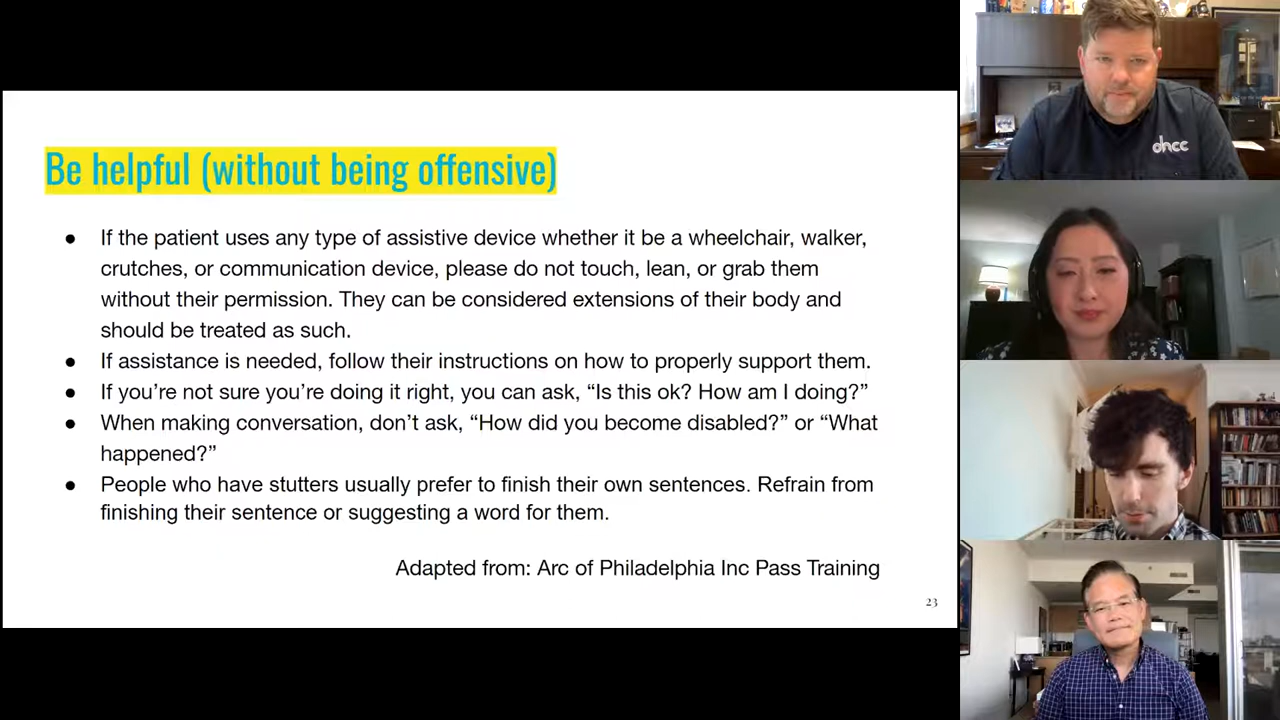 Be helpful (without being offensive)
● If the patient uses any type of assistive device whether it be a wheelchair, walker,
crutches, or communication device, please do not touch, lean, or grab them
without their permission. They can be considered extensions of their body and
should be treated as such.
● If assistance is needed, follow their instructions on how to properly support them.
● If you’re not sure you’re doing it right, you can ask, “Is this ok? How am I doing?”
● When making conversation, don’t ask, “How did you become disabled?” or “What
happened?”
● People who have stutters usually prefer to finish their own sentences. Refrain from
finishing their sentence or suggesting a word for them.
Adapted from: Arc of Philadelphia Inc Pass Training
23
dhcc